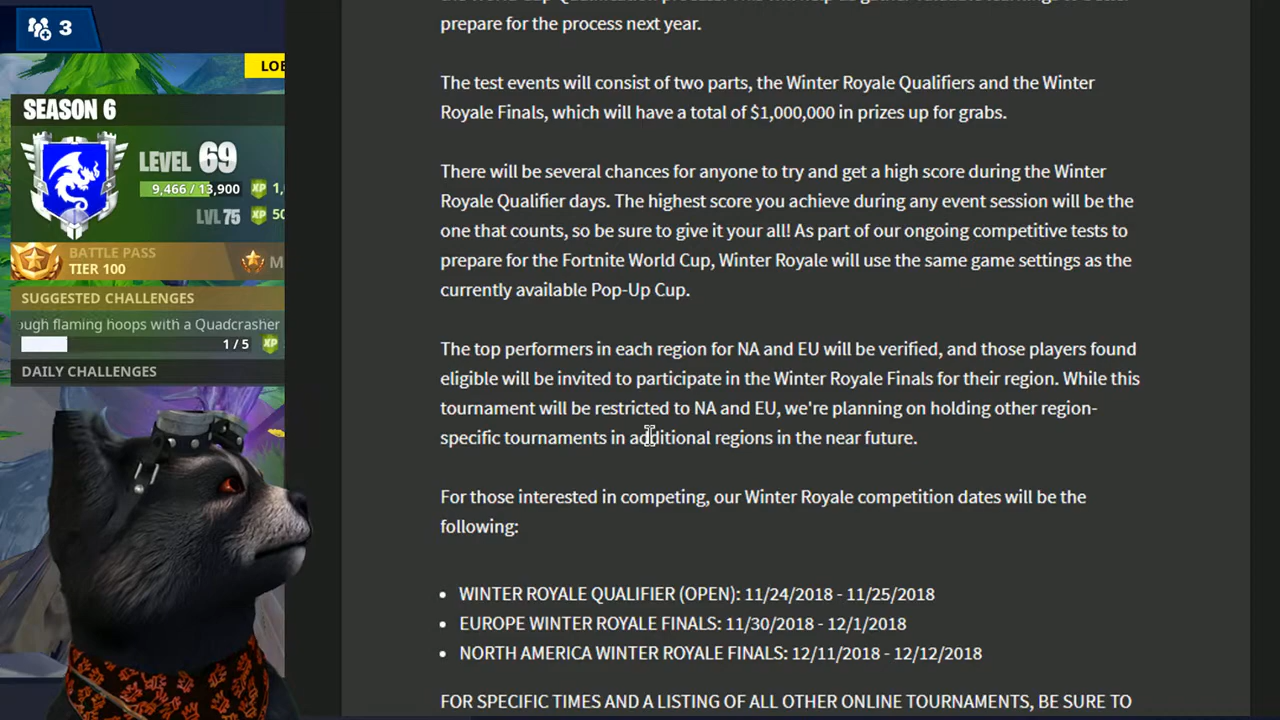 3
LO
SEASON 6
LEVEL 69
9,466 / 13,900 XP 1,
LVL 75 XP 50
BATTLE PASS
TIER 100
M
SUGGESTED CHALLENGES
ough flaming hoops with a Quadcrasher
1 / 5 XP
DAILY CHALLENGES
prepare for the process next year.
The test events will consist of two parts, the Winter Royale Qualifiers and the Winter
Royale Finals, which will have a total of $1,000,000 in prizes up for grabs.
There will be several chances for anyone to try and get a high score during the Winter
Royale Qualifier days. The highest score you achieve during any event session will be the
one that counts, so be sure to give it your all! As part of our ongoing competitive tests to
prepare for the Fortnite World Cup, Winter Royale will use the same game settings as the
currently available Pop-Up Cup.
The top performers in each region for NA and EU will be verified, and those players found
eligible will be invited to participate in the Winter Royale Finals for their region. While this
tournament will be restricted to NA and EU, we're planning on holding other region-
specific tournaments in additional regions in the near future.
For those interested in competing, our Winter Royale competition dates will be the
following:
• WINTER ROYALE QUALIFIER (OPEN): 11/24/2018 - 11/25/2018
• EUROPE WINTER ROYALE FINALS: 11/30/2018 - 12/1/2018
• NORTH AMERICA WINTER ROYALE FINALS: 12/11/2018 - 12/12/2018
FOR SPECIFIC TIMES AND A LISTING OF ALL OTHER ONLINE TOURNAMENTS, BE SURE TO